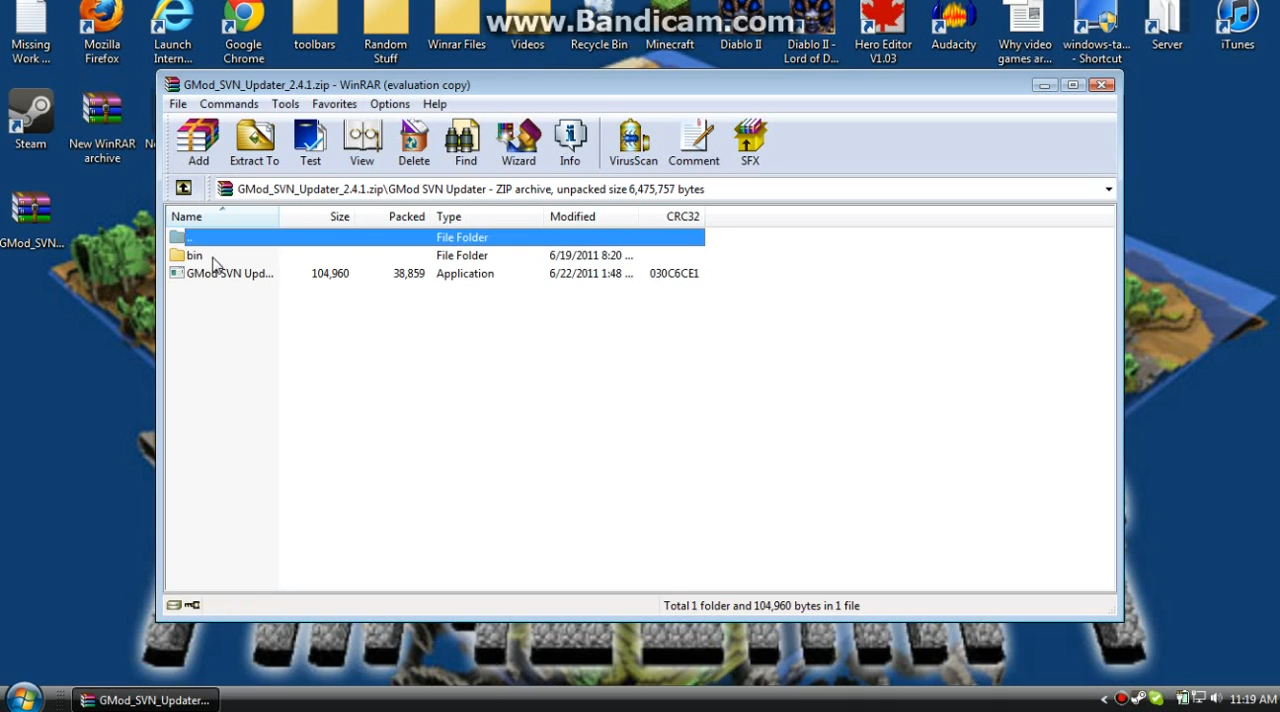 www.Bandicam.com
Missing Work ...
Mozilla Firefox
Launch Intern...
Google Chrome
toolbars
Random Stuff
Winrar Files
Videos
Recycle Bin
Minecraft
Diablo II
Diablo II - Lord of D...
Hero Editor V1.03
Audacity
Why video games ar...
windows-ta... - Shortcut
Server
iTunes
Steam
New WinRAR archive
GMod_SVN...
GMod_SVN_Updater_2.4.1.zip - WinRAR (evaluation copy)
File Commands Tools Favorites Options Help
Add Extract To Test View Delete Find Wizard Info VirusScan Comment SFX
GMod_SVN_Updater_2.4.1.zip\GMod SVN Updater - ZIP archive, unpacked size 6,475,757 bytes
Name Size Packed Type Modified CRC32
.. File Folder
bin File Folder 6/19/2011 8:20 ...
GMod SVN Upd... 104,960 38,859 Application 6/22/2011 1:48 ... 030C6CE1
Total 1 folder and 104,960 bytes in 1 file
GMod_SVN_Updater... 11:19 AM